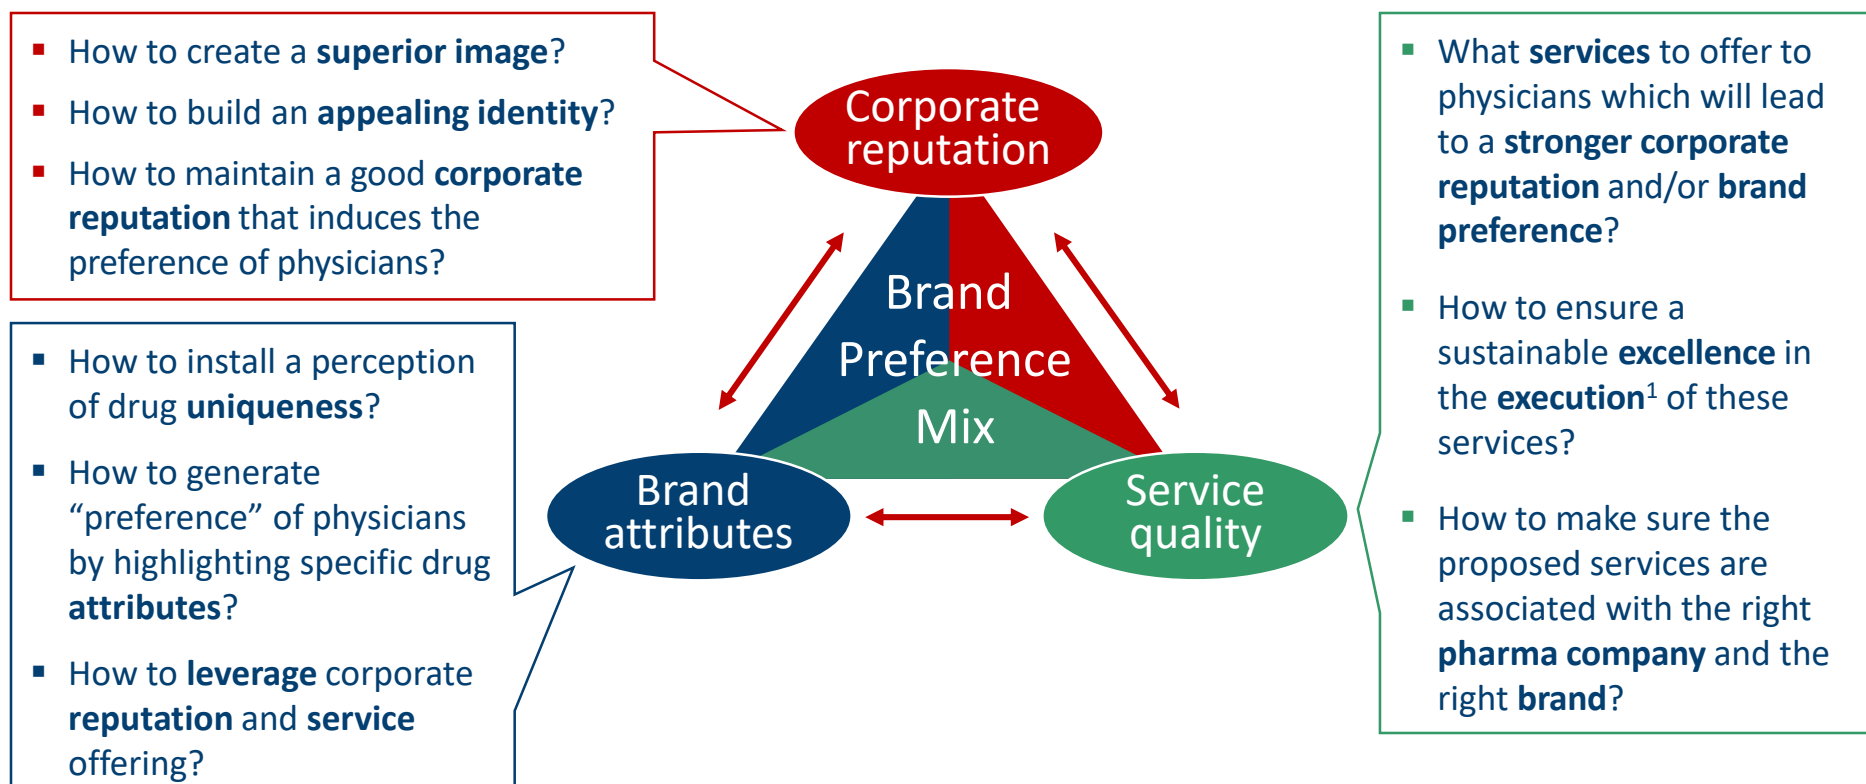 ▪ How to create a superior image?
▪ How to build an appealing identity?
▪ How to maintain a good corporate
reputation that induces the
preference of physicians?
▪ How to install a perception
of drug uniqueness?
▪ How to generate
“preference” of physicians
by highlighting specific drug
attributes?
▪ How to leverage corporate
reputation and service
offering?
Corporate
reputation
Brand
Preference
Mix
Brand
attributes
Service
quality
▪ What services to offer to
physicians which will lead
to a stronger corporate
reputation and/or brand
preference?
▪ How to ensure a
sustainable excellence in
the execution¹ of these
services?
▪ How to make sure the
proposed services are
associated with the right
pharma company and the
right brand?